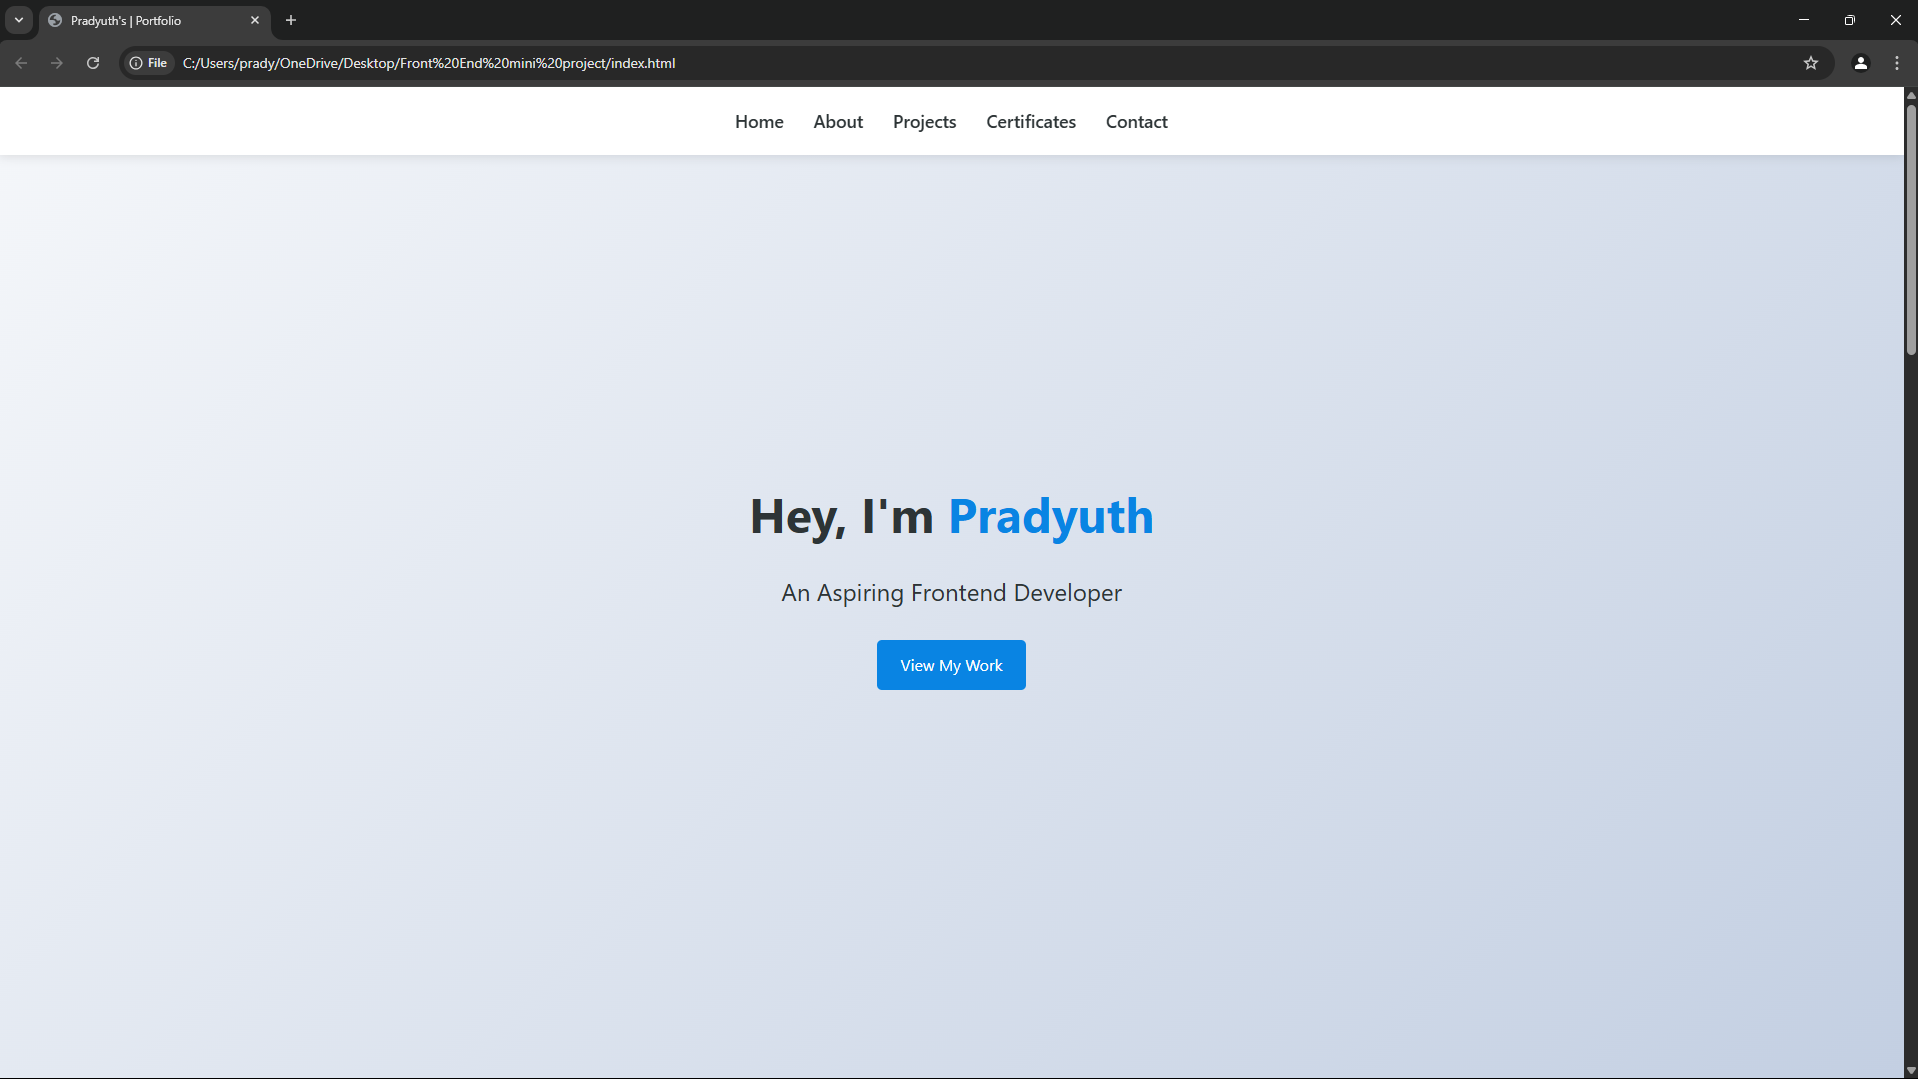 Pradyuth's | Portfolio
File C:/Users/prady/OneDrive/Desktop/Front%20End%20mini%20project/index.html
Home About Projects Certificates Contact
Hey, I'm Pradyuth
An Aspiring Frontend Developer
View My Work